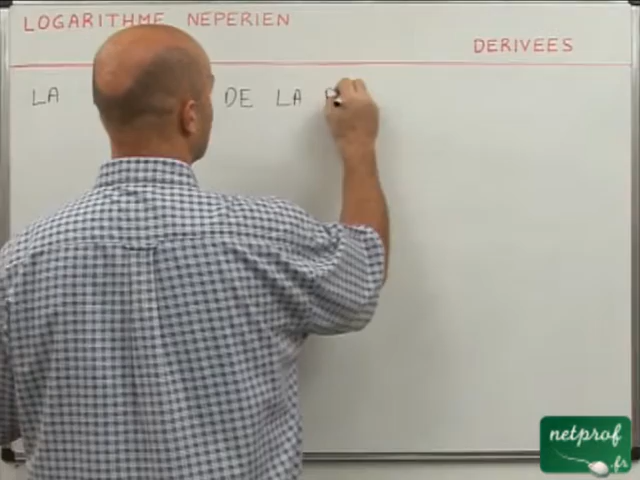 LOGARITHME NEPERIEN
DERIVEES
LA DE LA
netprof
.fr